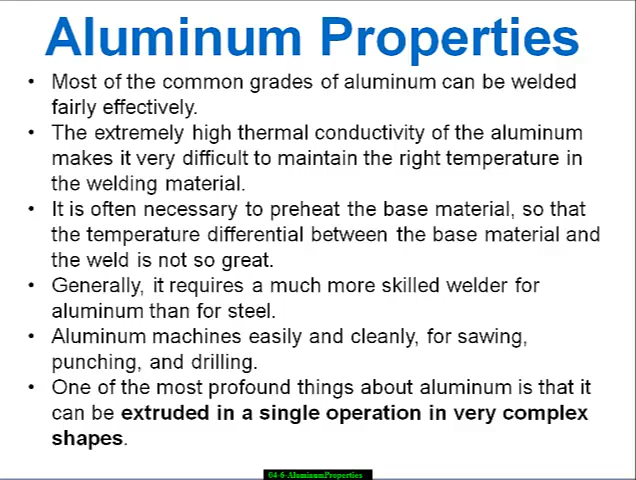 Aluminum Properties
• Most of the common grades of aluminum can be welded
fairly effectively.
• The extremely high thermal conductivity of the aluminum
makes it very difficult to maintain the right temperature in
the welding material.
• It is often necessary to preheat the base material, so that
the temperature differential between the base material and
the weld is not so great.
• Generally, it requires a much more skilled welder for
aluminum than for steel.
• Aluminum machines easily and cleanly, for sawing,
punching, and drilling.
• One of the most profound things about aluminum is that it
can be extruded in a single operation in very complex
shapes.
04-6-AluminumProperties